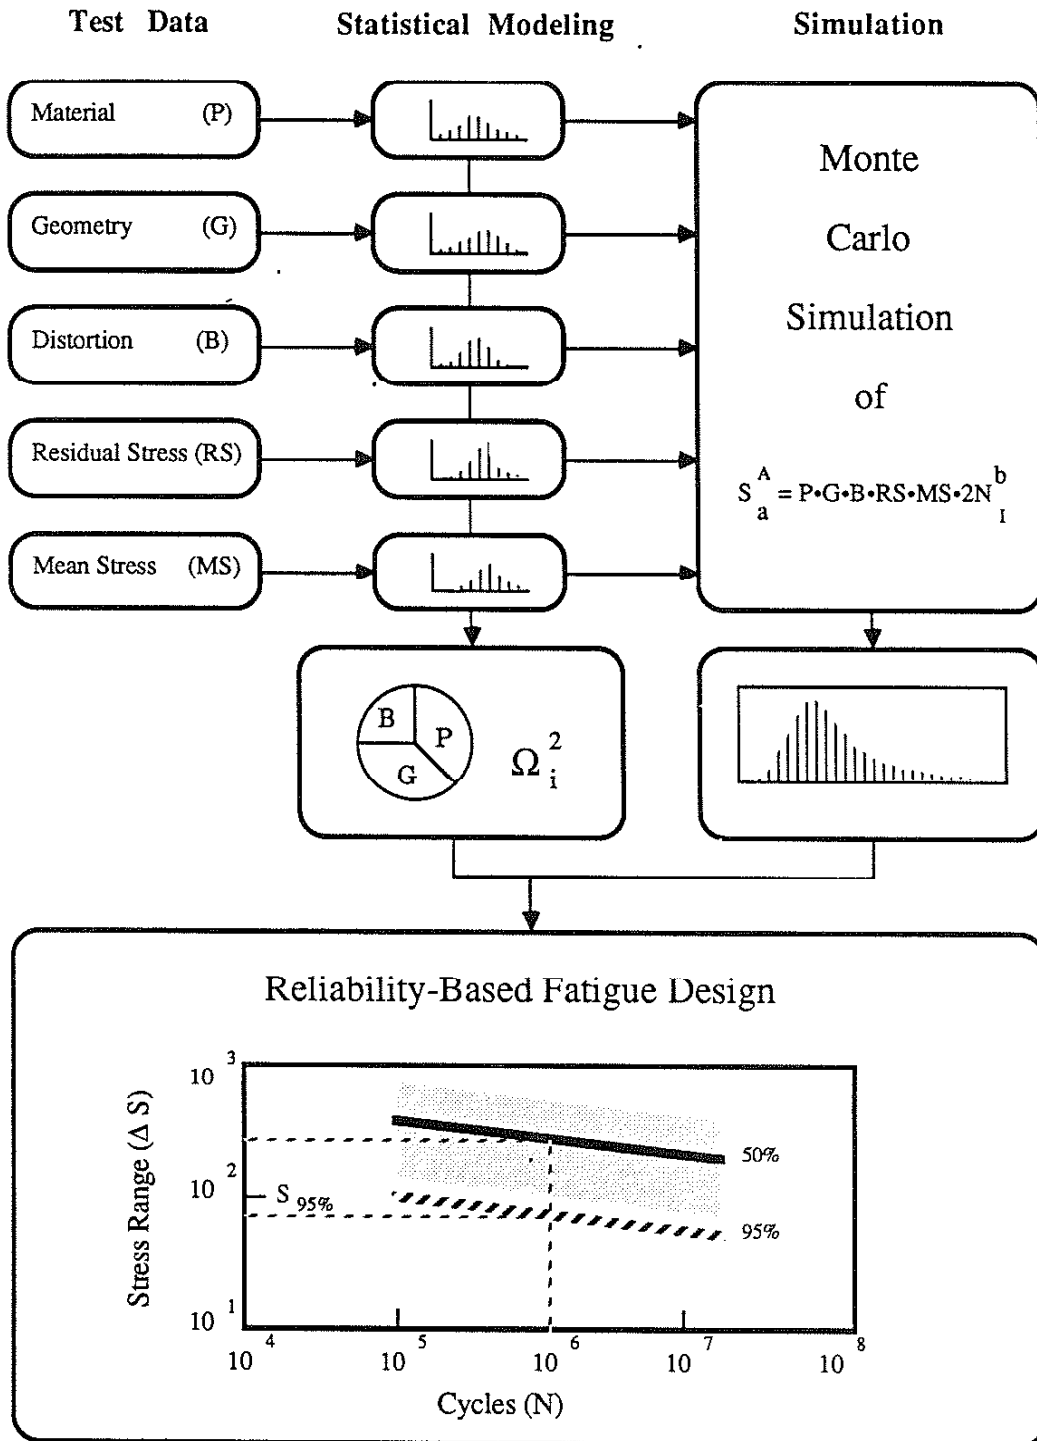 Test Data
Statistical Modeling
Simulation
Material (P)
Geometry (G)
Distortion (B)
Residual Stress (RS)
Mean Stress (MS)
Monte
Carlo
Simulation
of
S_a^A = P•G•B•RS•MS•2N_I^b
B
P
G
Ω_i^2
Reliability-Based Fatigue Design
Stress Range (Δ S)
10^3
10^2
10^1
S 95%
50%
95%
10^4
10^5
10^6
10^7
10^8
Cycles (N)